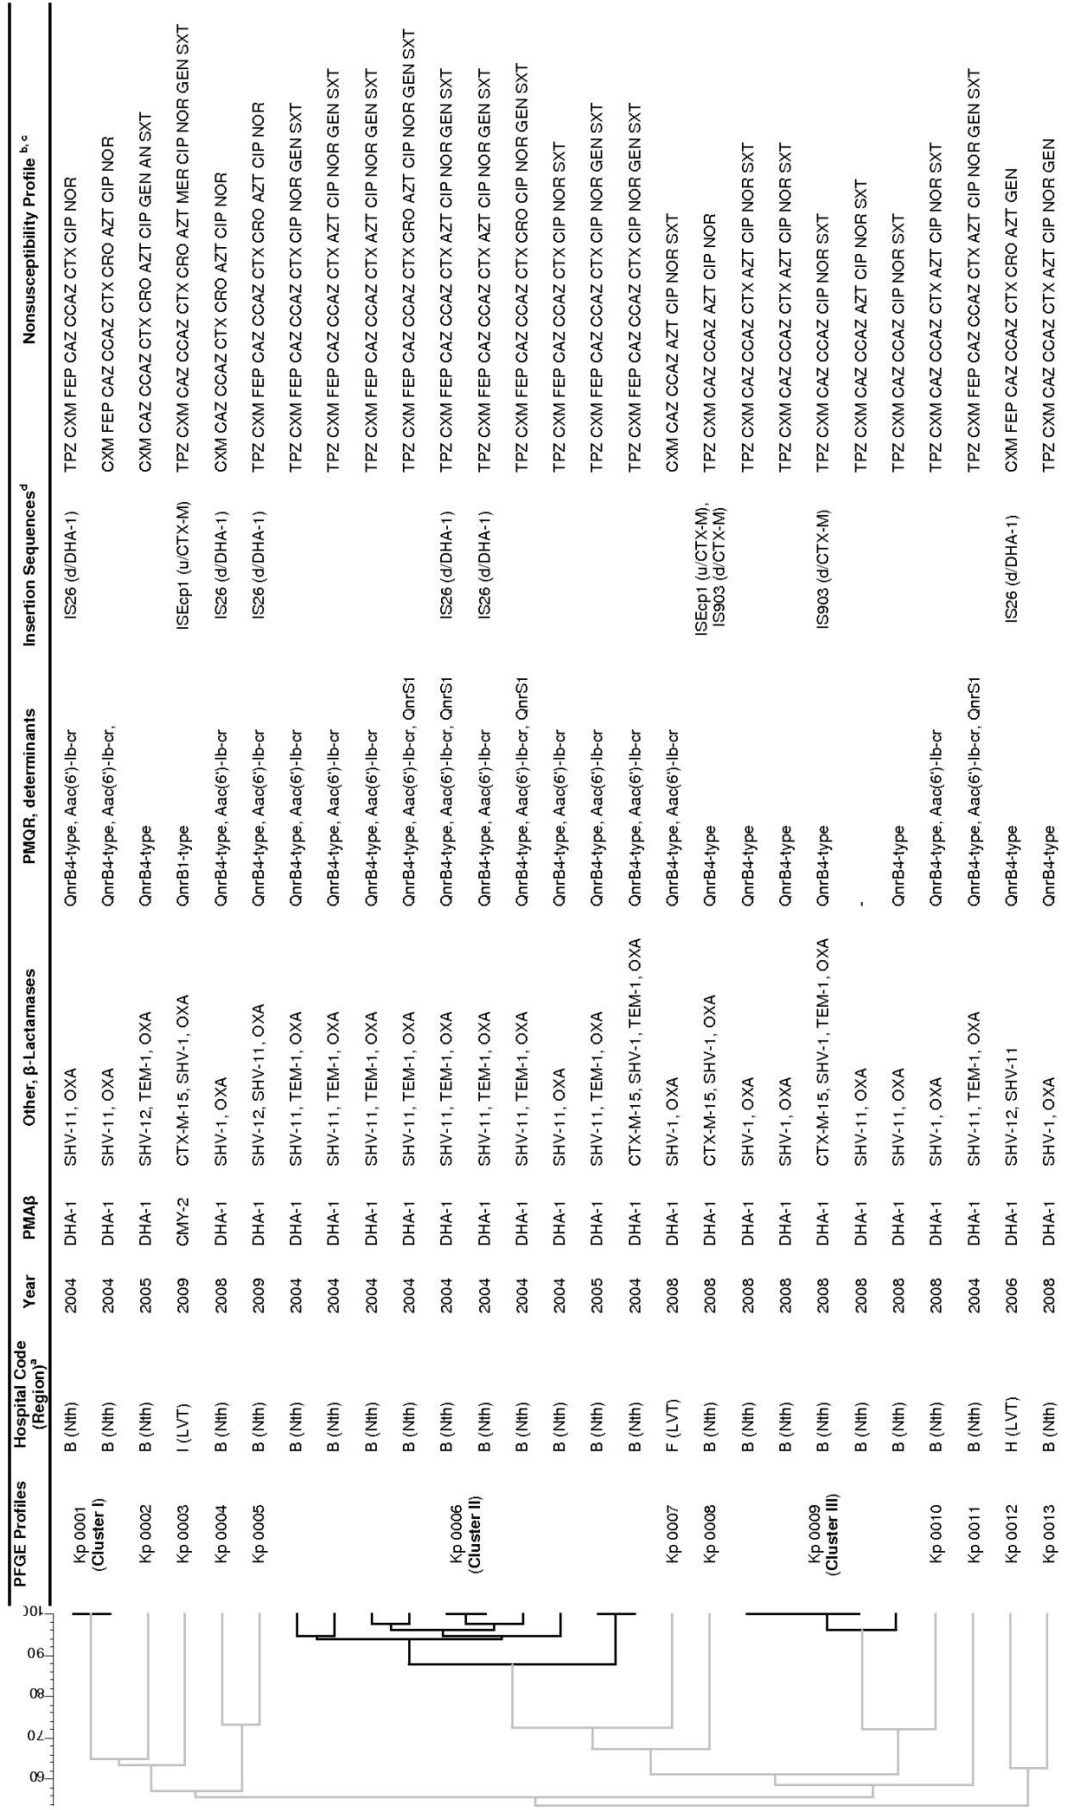 100 90 80 70 60
PFGE Profiles Hospital Code (Region)a Year PMAβ Other, β-Lactamases PMQR, determinants Insertion Sequencesd Nonsusceptibility Profile b, c
Kp 0001 B (Nth) 2004 DHA-1 SHV-11, OXA QnrB4-type, Aac(6')-Ib-cr IS26 (d/DHA-1) TPZ CXM FEP CAZ CCAZ CTX CIP NOR
(Cluster I) B (Nth) 2004 DHA-1 SHV-11, OXA QnrB4-type, Aac(6')-Ib-cr, CXM FEP CAZ CTX CRO AZT CIP NOR
Kp 0002 B (Nth) 2005 DHA-1 SHV-12, TEM-1, OXA QnrB4-type CXM CAZ CCAZ CTX CRO AZT CIP GEN AN SXT
Kp 0003 I (LVT) 2009 CMY-2 CTX-M-15, SHV-1, OXA QnrB1-type ISEcp1 (u/CTX-M) TPZ CXM CAZ CCAZ CTX CRO AZT MER CIP NOR GEN SXT
Kp 0004 B (Nth) 2008 DHA-1 SHV-1, OXA QnrB4-type, Aac(6')-Ib-cr IS26 (d/DHA-1) CXM CAZ CCAZ CTX CRO AZT CIP NOR
Kp 0005 B (Nth) 2009 DHA-1 SHV-12, SHV-11, OXA QnrB4-type, Aac(6')-Ib-cr IS26 (d/DHA-1) TPZ CXM FEP CAZ CCAZ CTX CRO AZT CIP NOR
B (Nth) 2004 DHA-1 SHV-11, TEM-1, OXA QnrB4-type, Aac(6')-Ib-cr TPZ CXM FEP CAZ CCAZ CTX CIP NOR GEN SXT
B (Nth) 2004 DHA-1 SHV-11, TEM-1, OXA QnrB4-type, Aac(6')-Ib-cr TPZ CXM FEP CAZ CCAZ CTX AZT CIP NOR GEN SXT
B (Nth) 2004 DHA-1 SHV-11, TEM-1, OXA QnrB4-type, Aac(6')-Ib-cr TPZ CXM FEP CAZ CCAZ CTX AZT CIP NOR GEN SXT
B (Nth) 2004 DHA-1 SHV-11, TEM-1, OXA QnrB4-type, Aac(6')-Ib-cr, QnrS1 TPZ CXM FEP CAZ CCAZ CTX CRO AZT CIP NOR GEN SXT
Kp 0006 B (Nth) 2004 DHA-1 SHV-11, TEM-1, OXA QnrB4-type, Aac(6')-Ib-cr, QnrS1 IS26 (d/DHA-1) TPZ CXM FEP CAZ CCAZ CTX AZT CIP NOR GEN SXT
(Cluster II) B (Nth) 2004 DHA-1 SHV-11, TEM-1, OXA QnrB4-type, Aac(6')-Ib-cr IS26 (d/DHA-1) TPZ CXM FEP CAZ CCAZ CTX AZT CIP NOR GEN SXT
B (Nth) 2004 DHA-1 SHV-11, TEM-1, OXA QnrB4-type, Aac(6')-Ib-cr, QnrS1 TPZ CXM FEP CAZ CCAZ CTX CRO CIP NOR GEN SXT
B (Nth) 2004 DHA-1 SHV-11, OXA QnrB4-type, Aac(6')-Ib-cr TPZ CXM FEP CAZ CCAZ CTX CIP NOR SXT
B (Nth) 2005 DHA-1 SHV-11, TEM-1, OXA QnrB4-type, Aac(6')-Ib-cr TPZ CXM FEP CAZ CCAZ CTX CIP NOR GEN SXT
B (Nth) 2004 DHA-1 CTX-M-15, SHV-1, TEM-1, OXA QnrB4-type, Aac(6')-Ib-cr TPZ CXM FEP CAZ CCAZ CTX CIP NOR GEN SXT
Kp 0007 F (LVT) 2008 DHA-1 SHV-1, OXA QnrB4-type, Aac(6')-Ib-cr CXM CAZ CCAZ AZT CIP NOR SXT
Kp 0008 B (Nth) 2008 DHA-1 CTX-M-15, SHV-1, OXA QnrB4-type ISEcp1 (u/CTX-M), IS903 (d/CTX-M) TPZ CXM CAZ CCAZ AZT CIP NOR
B (Nth) 2008 DHA-1 SHV-1, OXA QnrB4-type TPZ CXM CAZ CCAZ CTX AZT CIP NOR SXT
B (Nth) 2008 DHA-1 SHV-1, OXA QnrB4-type TPZ CXM CAZ CCAZ CTX AZT CIP NOR SXT
Kp 0009 (Cluster III) B (Nth) 2008 DHA-1 CTX-M-15, SHV-1, TEM-1, OXA QnrB4-type IS903 (d/CTX-M) TPZ CXM CAZ CCAZ CIP NOR SXT
B (Nth) 2008 DHA-1 SHV-11, OXA - TPZ CXM CAZ CCAZ AZT CIP NOR SXT
B (Nth) 2008 DHA-1 SHV-11, OXA QnrB4-type TPZ CXM CAZ CCAZ CIP NOR SXT
Kp 0010 B (Nth) 2008 DHA-1 SHV-1, OXA QnrB4-type, Aac(6')-Ib-cr TPZ CXM CAZ CCAZ CTX AZT CIP NOR SXT
Kp 0011 B (Nth) 2004 DHA-1 SHV-11, TEM-1, OXA QnrB4-type, Aac(6')-Ib-cr, QnrS1 TPZ CXM FEP CAZ CCAZ CTX AZT CIP NOR GEN SXT
Kp 0012 H (LVT) 2006 DHA-1 SHV-12, SHV-11 QnrB4-type IS26 (d/DHA-1) CXM FEP CAZ CCAZ CTX CRO AZT GEN
Kp 0013 B (Nth) 2008 DHA-1 SHV-1, OXA QnrB4-type TPZ CXM CAZ CCAZ CTX AZT CIP NOR GEN